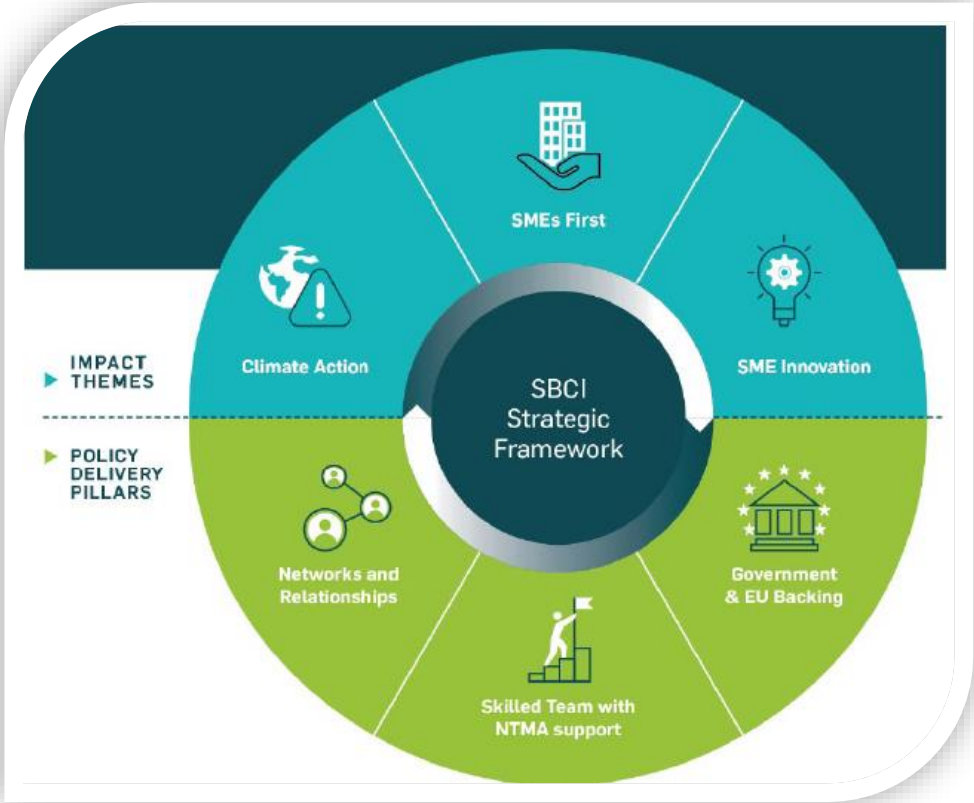 SMEs First
Climate Action
SME Innovation
IMPACT
THEMES
SBCI
Strategic
Framework
POLICY
DELIVERY
PILLARS
Networks and
Relationships
Government
& EU Backing
Skilled Team with
NTMA support